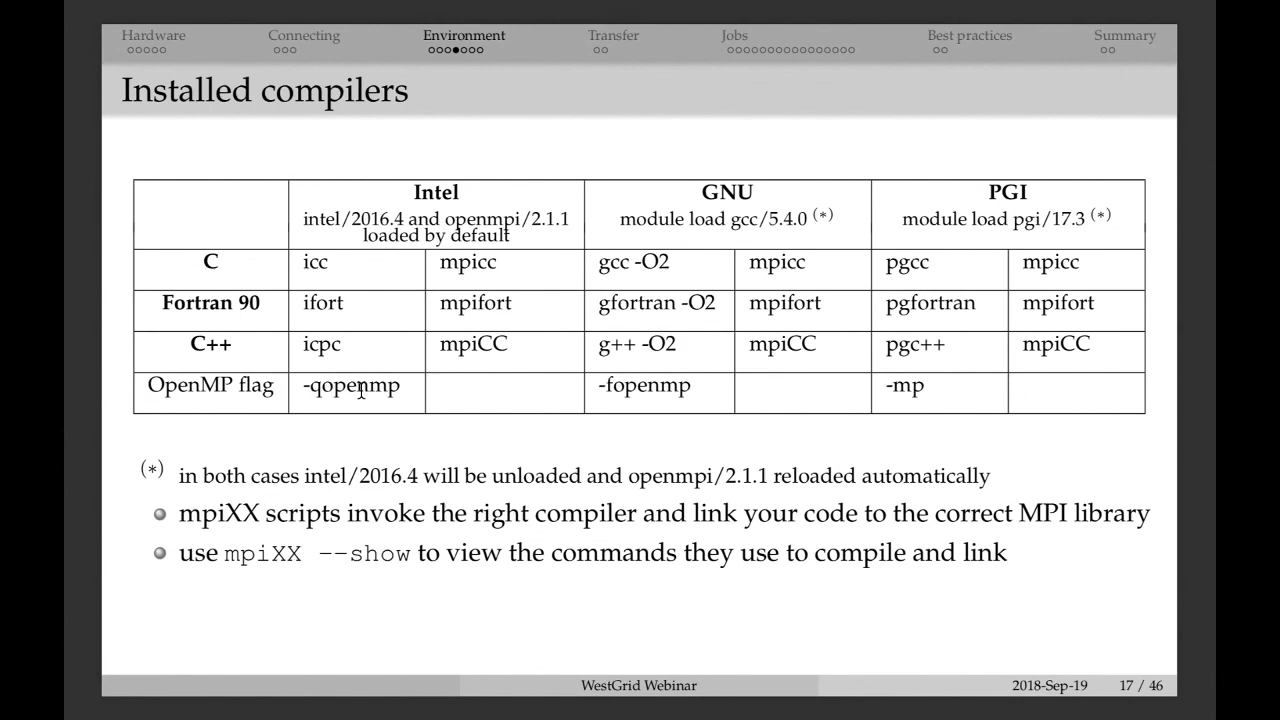 Hardware Connecting Environment Transfer Jobs Best practices Summary
Installed compilers
Intel GNU PGI
intel/2016.4 and openmpi/2.1.1 module load gcc/5.4.0 (*) module load pgi/17.3 (*)
loaded by default
C icc mpicc gcc -O2 mpicc pgcc mpicc
Fortran 90 ifort mpifort gfortran -O2 mpifort pgfortran mpifort
C++ icpc mpiCC g++ -O2 mpiCC pgc++ mpiCC
OpenMP flag -qopenmp -fopenmp -mp
(*) in both cases intel/2016.4 will be unloaded and openmpi/2.1.1 reloaded automatically
mpiXX scripts invoke the right compiler and link your code to the correct MPI library
use mpiXX --show to view the commands they use to compile and link
WestGrid Webinar 2018-Sep-19 17 / 46